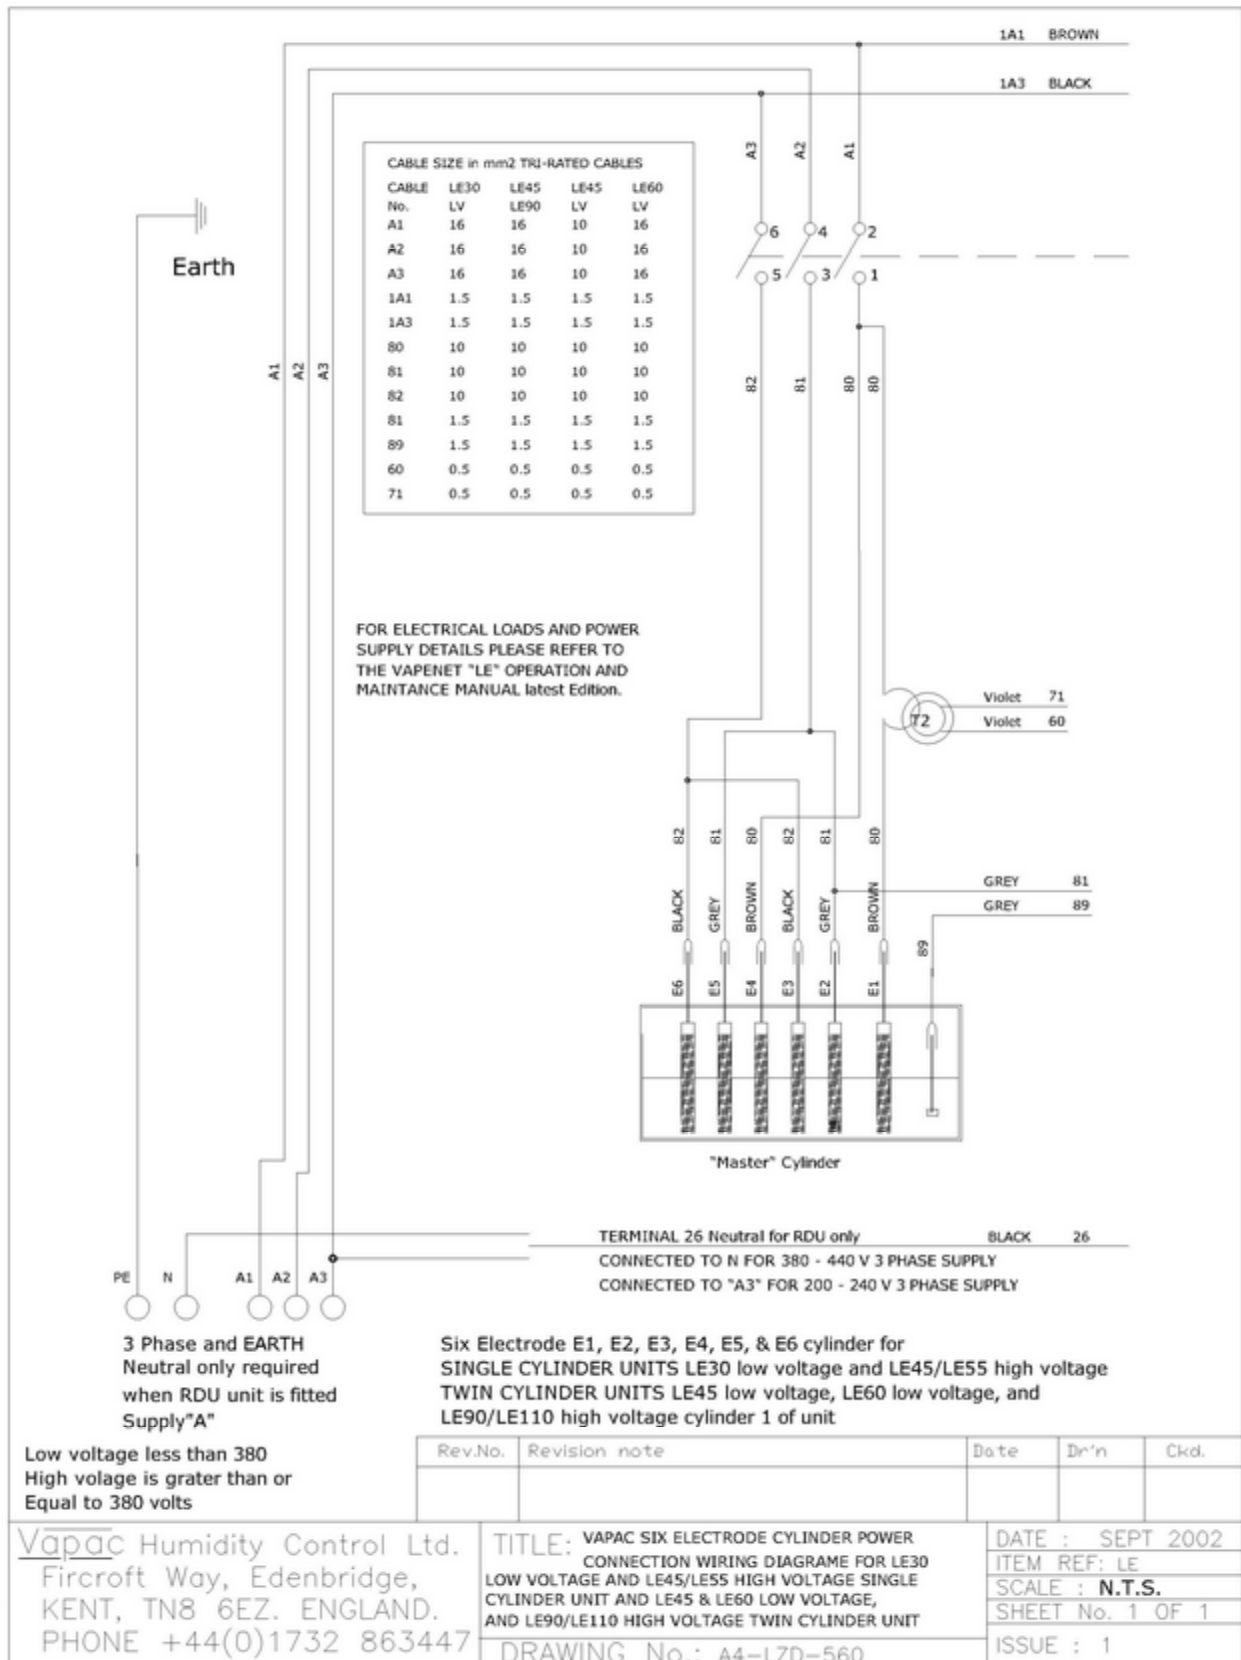 1A1 BROWN
1A3 BLACK
A3 A2 A1
CABLE SIZE in mm2 TRI-RATED CABLES
CABLE LE30 LE45 LE45 LE60
No. LV LE90 LV LV
A1 16 16 10 16
A2 16 16 10 16
A3 16 16 10 16
1A1 1.5 1.5 1.5 1.5
1A3 1.5 1.5 1.5 1.5
80 10 10 10 10
81 10 10 10 10
82 10 10 10 10
81 1.5 1.5 1.5 1.5
89 1.5 1.5 1.5 1.5
60 0.5 0.5 0.5 0.5
71 0.5 0.5 0.5 0.5
6 4 2
5 3 1
Earth
A1 A2 A3
82 81 80 80
FOR ELECTRICAL LOADS AND POWER
SUPPLY DETAILS PLEASE REFER TO
THE VAPENET "LE" OPERATION AND
MAINTANCE MANUAL latest Edition.
T2
Violet 71
Violet 60
82 81 80 82 81 80
BLACK GREY BROWN BLACK GREY BROWN
GREY 81
GREY 89
89
E6 E5 E4 E3 E2 E1
"Master" Cylinder
TERMINAL 26 Neutral for RDU only BLACK 26
CONNECTED TO N FOR 380 - 440 V 3 PHASE SUPPLY
CONNECTED TO "A3" FOR 200 - 240 V 3 PHASE SUPPLY
PE N A1 A2 A3
3 Phase and EARTH
Neutral only required
when RDU unit is fitted
Supply"A"
Six Electrode E1, E2, E3, E4, E5, & E6 cylinder for
SINGLE CYLINDER UNITS LE30 low voltage and LE45/LE55 high voltage
TWIN CYLINDER UNITS LE45 low voltage, LE60 low voltage, and
LE90/LE110 high voltage cylinder 1 of unit
Low voltage less than 380
High volage is grater than or
Equal to 380 volts
Rev.No. Revision note Date Dr'n Ckd.
Vapac Humidity Control Ltd.
Fircroft Way, Edenbridge,
KENT, TN8 6EZ. ENGLAND.
PHONE +44(0)1732 863447
TITLE: VAPAC SIX ELECTRODE CYLINDER POWER
CONNECTION WIRING DIAGRAME FOR LE30
LOW VOLTAGE AND LE45/LE55 HIGH VOLTAGE SINGLE
CYLINDER UNIT AND LE45 & LE60 LOW VOLTAGE,
AND LE90/LE110 HIGH VOLTAGE TWIN CYLINDER UNIT
DRAWING No.: A4-LZD-560
DATE : SEPT 2002
ITEM REF: LE
SCALE : N.T.S.
SHEET No. 1 OF 1
ISSUE : 1